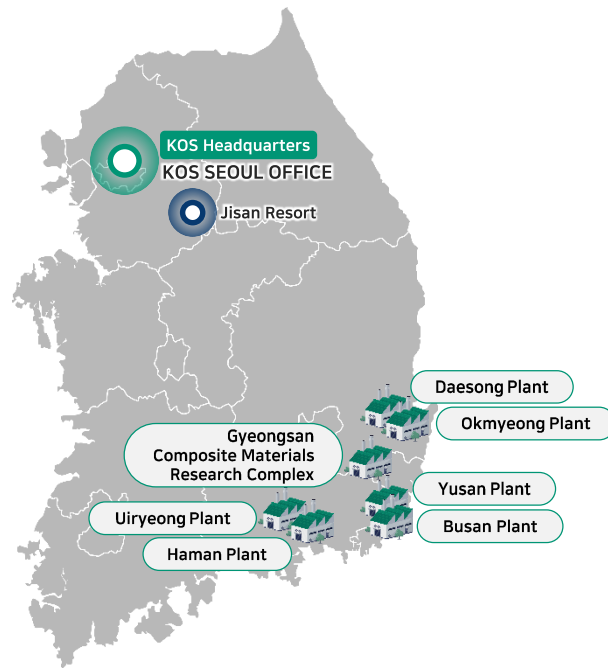 KOS Headquarters
KOS SEOUL OFFICE
Jisan Resort
Daesong Plant
Okmyeong Plant
Gyeongsan
Composite Materials
Research Complex
Yusan Plant
Uiryeong Plant
Busan Plant
Haman Plant